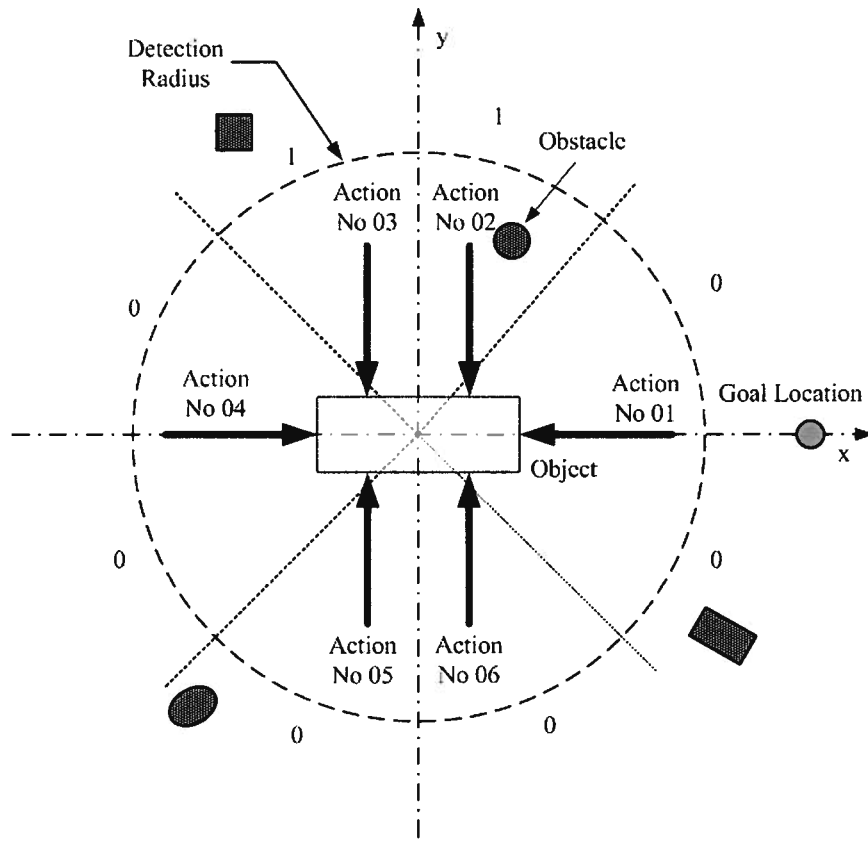 y
Detection
Radius
1
Obstacle
1
Action
No 03
Action
No 02
0
0
Action
No 04
Action
No 01
Goal Location
x
Object
0
0
Action
No 05
Action
No 06
0
0